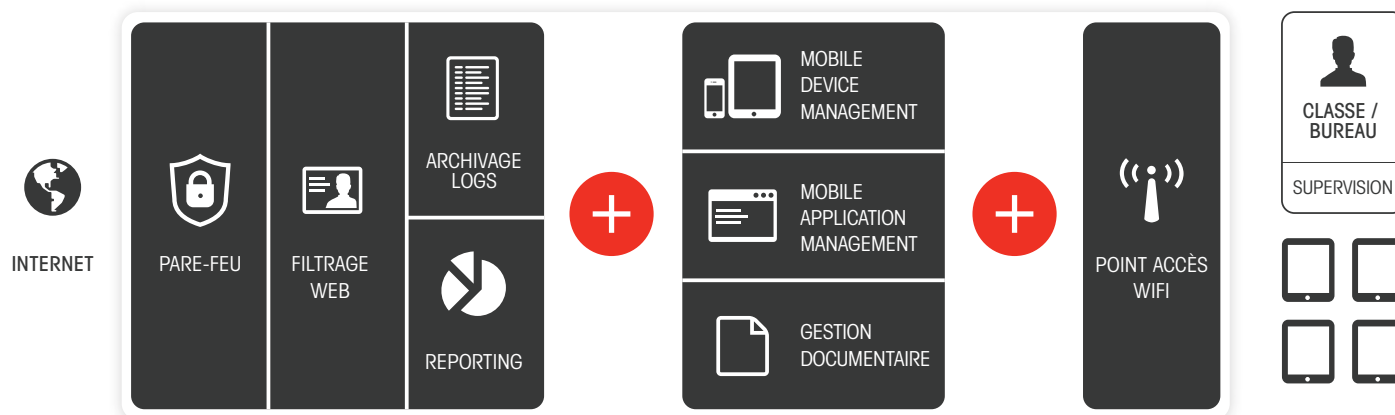 INTERNET
PARE-FEU
FILTRAGE
WEB
ARCHIVAGE
LOGS
REPORTING
MOBILE
DEVICE
MANAGEMENT
MOBILE
APPLICATION
MANAGEMENT
GESTION
DOCUMENTAIRE
POINT ACCÈS
WIFI
CLASSE /
BUREAU
SUPERVISION